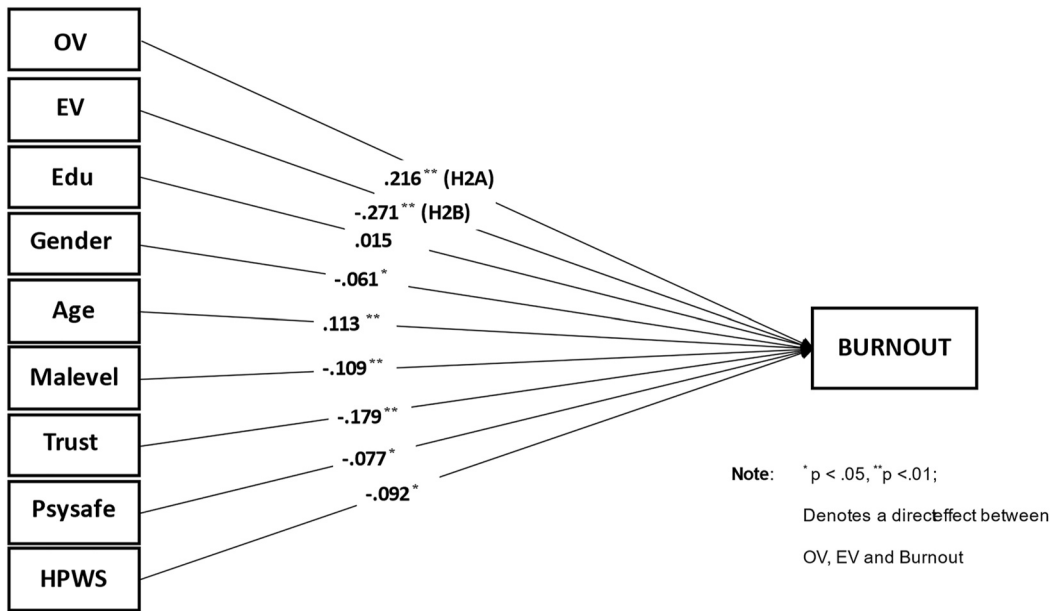 OV
EV
Edu
Gender
Age
Malevel
Trust
Psysafe
HPWS
.216** (H2A)
-.271** (H2B)
.015
-.061*
.113 **
-.109**
-.179**
-.077*
-.092*
BURNOUT
Note: *p < .05, **p <.01;
Denotes a directeffect between
OV, EV and Burnout